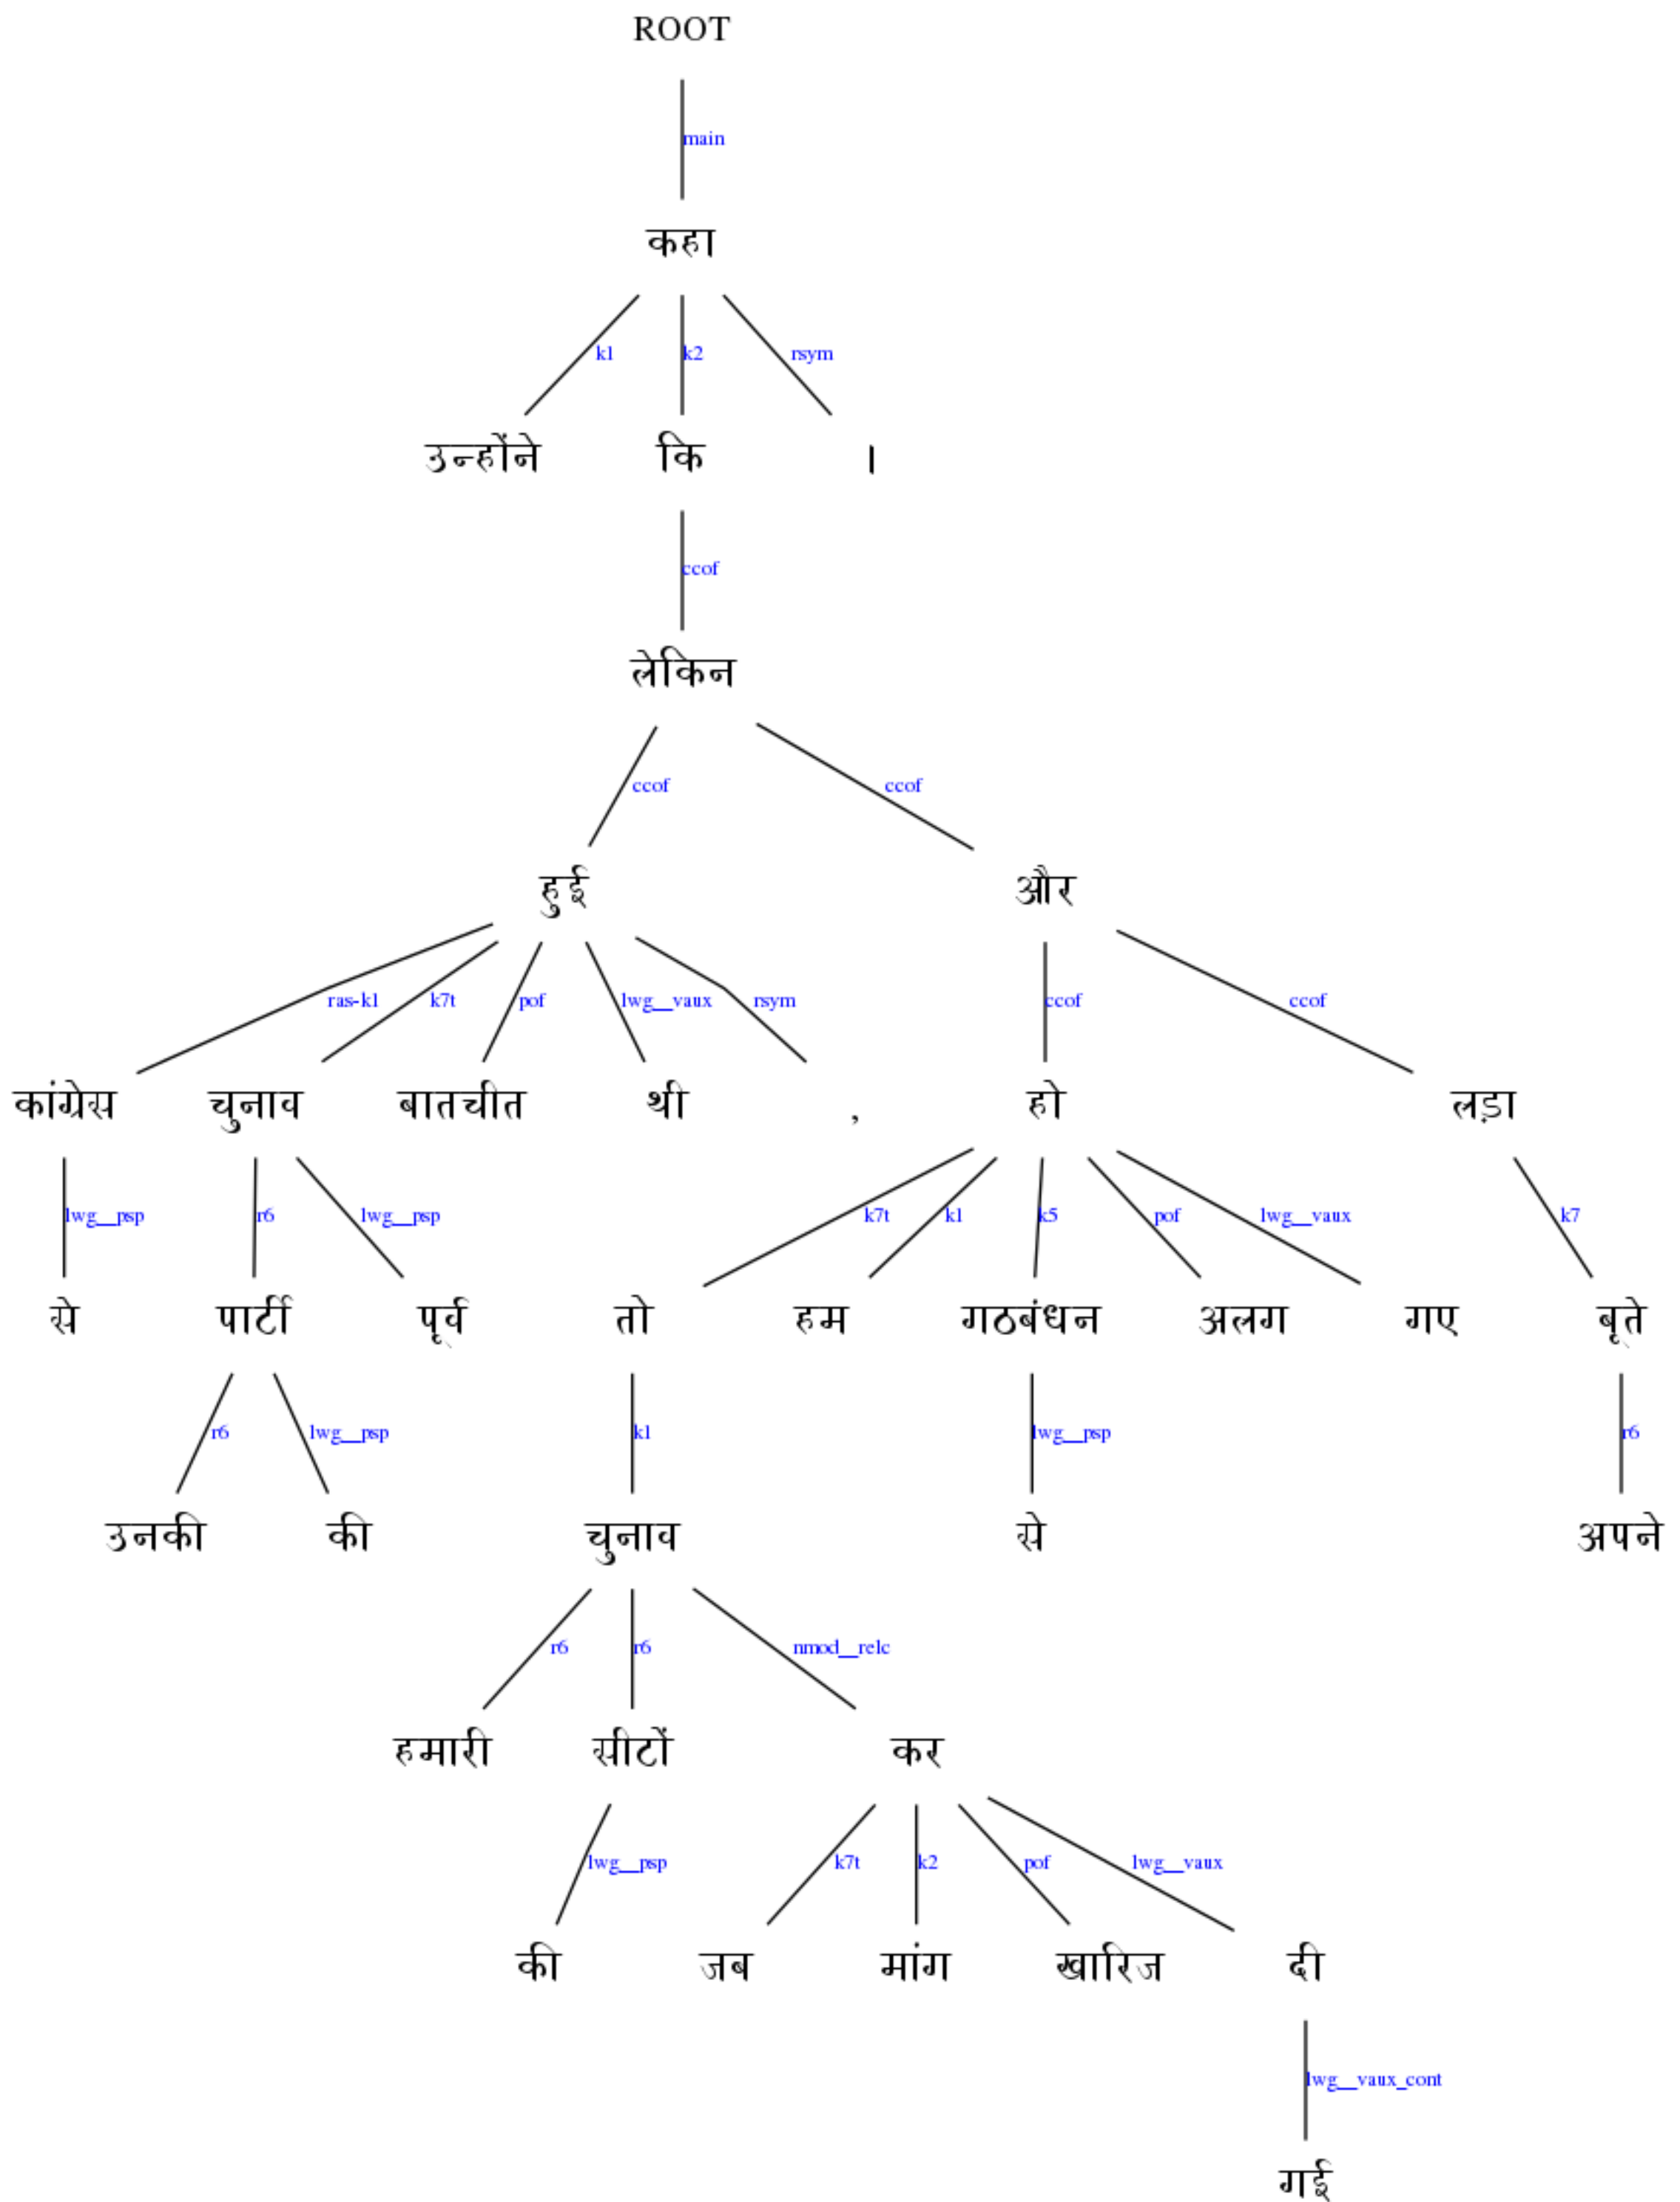 ROOT
main
कहा
k1 k2 rsym
उन्होंने कि ।
ccof
लेकिन
ccof ccof
हुई और
ras-k1 k7t pof lwg__vaux rsym ccof ccof
कांग्रेस चुनाव बातचीत थी , हो लड़ा
lwg__psp r6 lwg__psp k7t k1 k5 pof lwg__vaux k7
से पार्टी पूर्व तो हम गठबंधन अलग गए बूते
r6 lwg__psp k1 lwg__psp r6
उनकी की चुनाव से अपने
r6 r6 nmod__relc
हमारी सीटों कर
lwg__psp k7t k2 pof lwg__vaux
की जब मांग खारिज दी
lwg__vaux_cont
गई